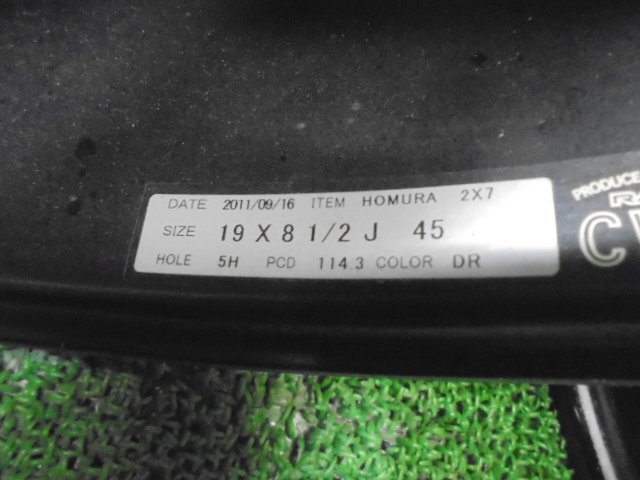 DATE 2011/09/16 ITEM HOMURA 2X7
SIZE 19 X 8 1/2 J 45
HOLE 5H PCD 114.3 COLOR DR
PRODUCE